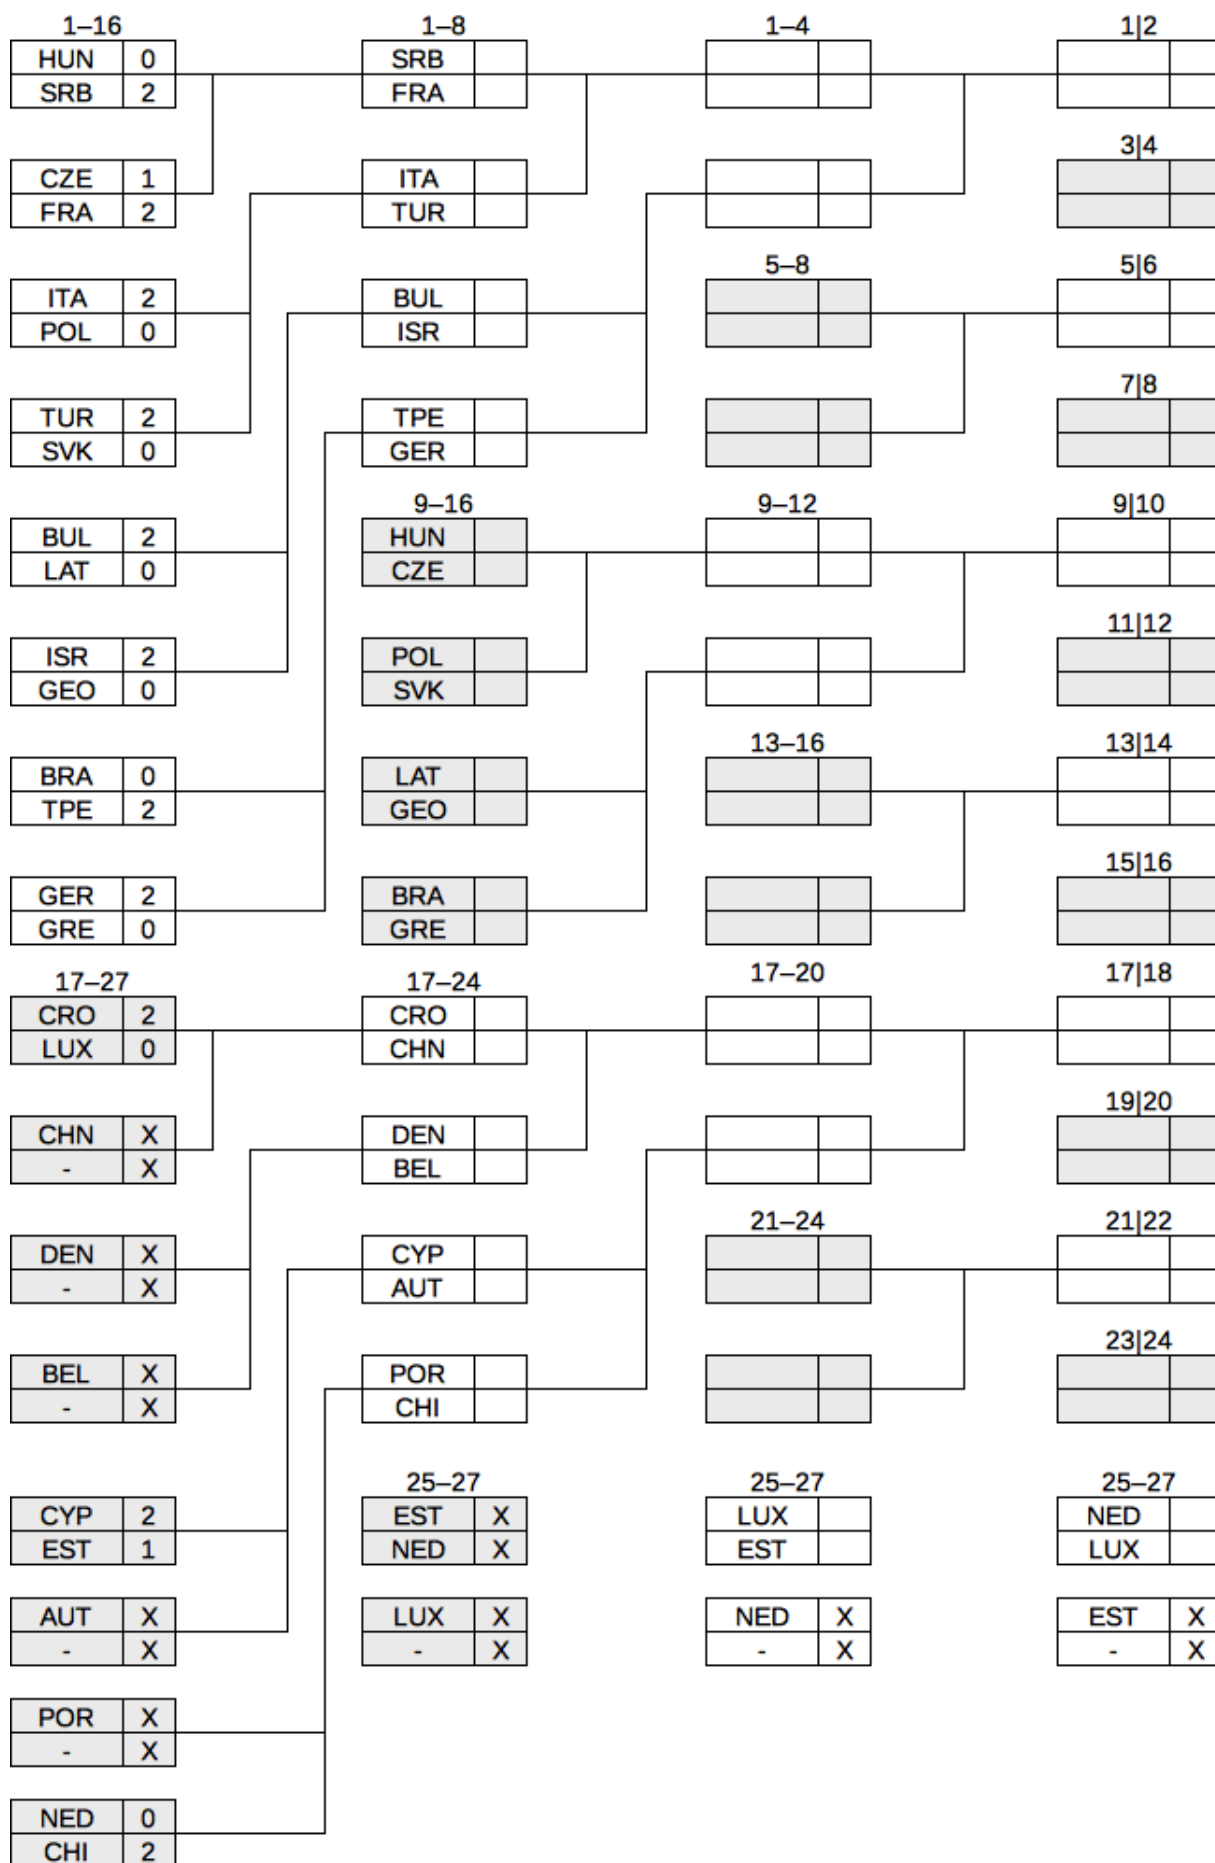 1–16 1–8 1–4 1|2
HUN 0 SRB
SRB 2 FRA
3|4
CZE 1 ITA
FRA 2 TUR
5–8 5|6
ITA 2 BUL
POL 0 ISR
7|8
TUR 2 TPE
SVK 0 GER
9–16 9–12 9|10
BUL 2 HUN
LAT 0 CZE
11|12
ISR 2 POL
GEO 0 SVK
13–16 13|14
BRA 0 LAT
TPE 2 GEO
15|16
GER 2 BRA
GRE 0 GRE
17–27 17–24 17–20 17|18
CRO 2 CRO
LUX 0 CHN
19|20
CHN X DEN
- X BEL
21–24 21|22
DEN X CYP
- X AUT
23|24
BEL X POR
- X CHI
25–27 25–27 25–27
CYP 2 EST X LUX NED
EST 1 NED X EST LUX
AUT X LUX X NED X EST X
- X - X - X - X
POR X
- X
NED 0
CHI 2